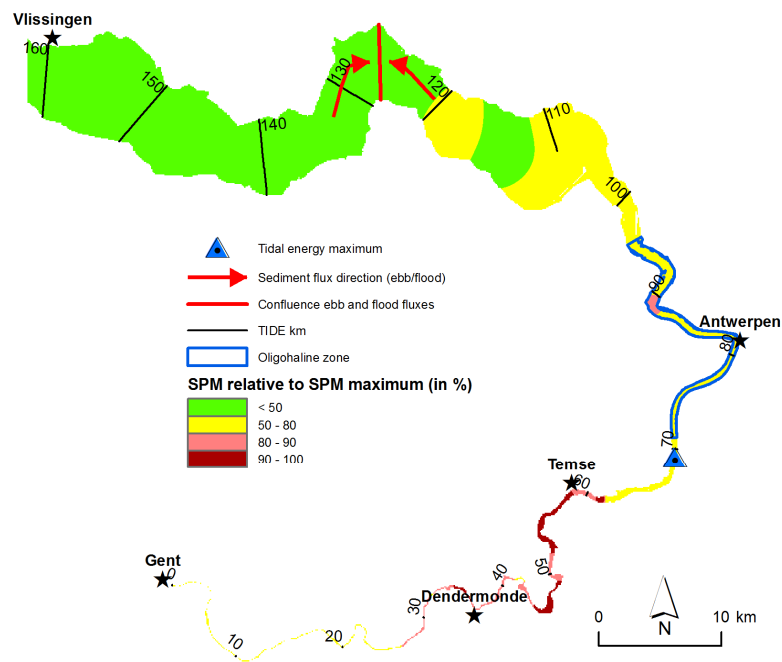 Vlissingen
160
150
140
130
120
110
100
90
Antwerpen
80
70
Temse
60
50
40
Dendermonde
30
20
10
0
Gent
Tidal energy maximum
Sediment flux direction (ebb/flood)
Confluence ebb and flood fluxes
TIDE km
Oligohaline zone
SPM relative to SPM maximum (in %)
< 50
50 - 80
80 - 90
90 - 100
N
0 10 km